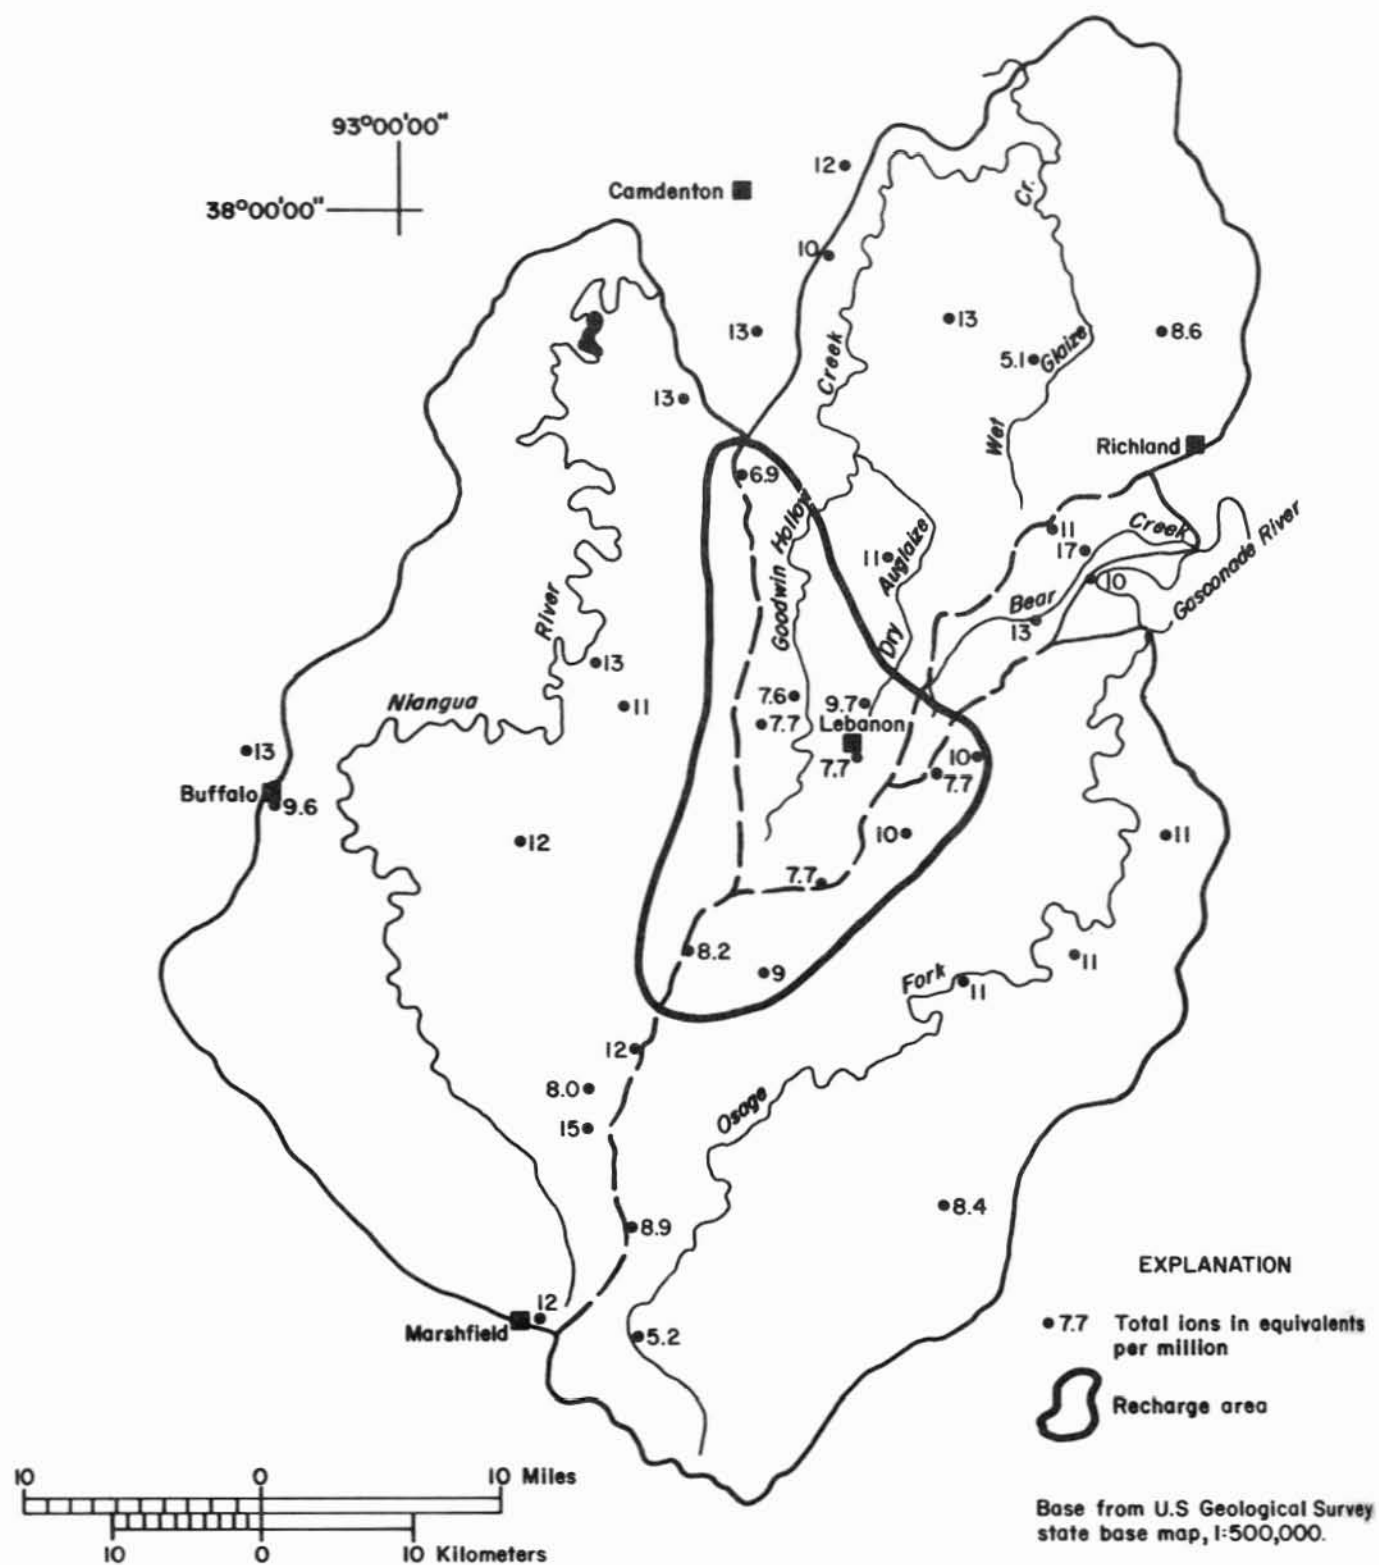 93°00'00"
38°00'00"
Camdenton
12
10
13
13
13
Creek
Cr.
5.1
Glaize
8.6
Wet
Richland
6.9
Goodwin Hollow
11
Auglaize
Dry
11
17
Creek
10
Bear
13
Gasconade River
River
13
11
Niangua
13
Buffalo
9.6
12
7.6
7.7
9.7
Lebanon
7.7
10
7.7
10
7.7
8.2
9
11
11
Fork
11
12
8.0
15
Osage
8.9
8.4
12
Marshfield
5.2
EXPLANATION
7.7 Total ions in equivalents
per million
Recharge area
10 0 10 Miles
10 0 10 Kilometers
Base from U.S Geological Survey
state base map, 1:500,000.